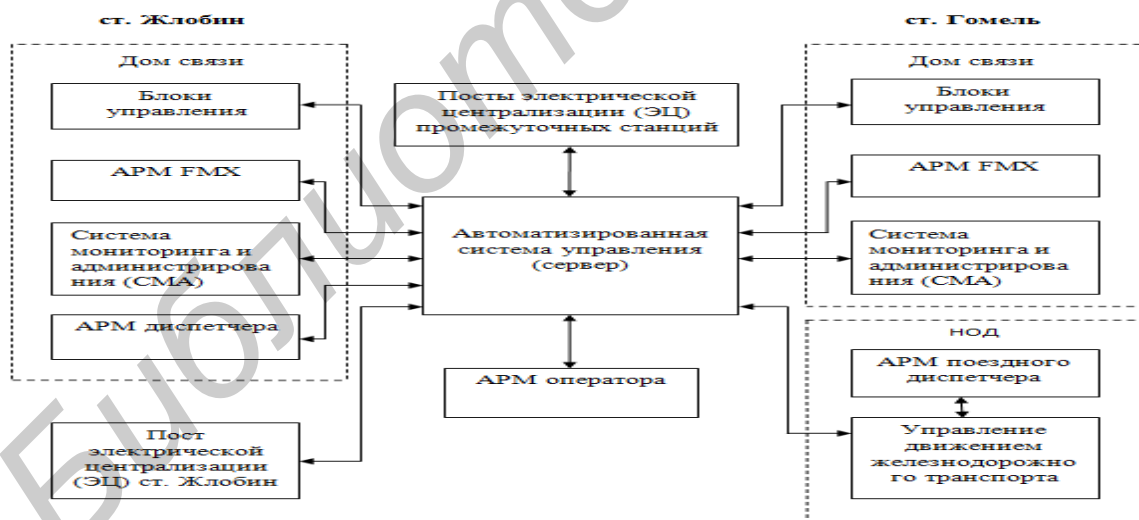 ст. Жлобин
Дом связи
Блоки
управления
АРМ FMX
Система
мониторинга и
администрирова
ния (СМА)
АРМ диспетчера
Пост
электрической
централизации
(ЭЦ) ст. Жлобин
Посты электрической
централизации (ЭЦ)
промежуточных станций
Автоматизированная
система управления
(сервер)
АРМ оператора
ст. Гомель
Дом связи
Блоки
управления
АРМ FMX
Система
мониторинга и
администрирова
ния (СМА)
НОД
АРМ поездного
диспетчера
Управление
движением
железнодорожно
го транспорта